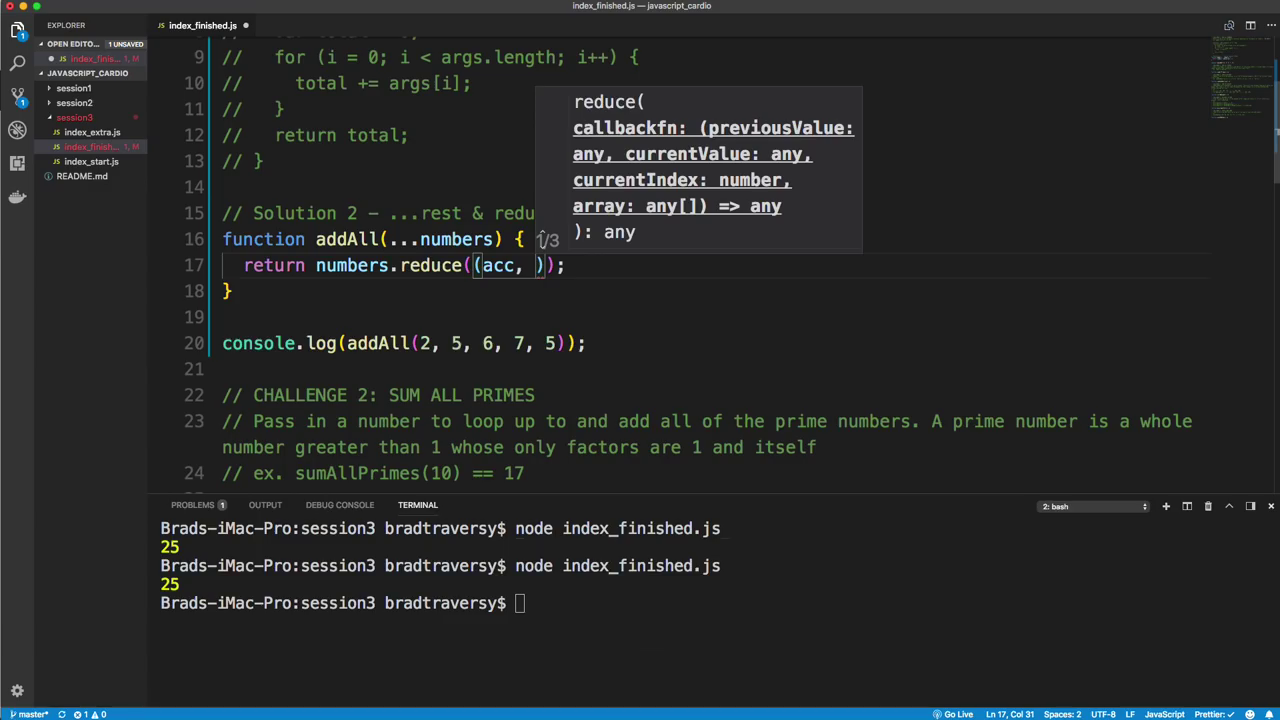 index_finished.js — javascript_cardio
EXPLORER
JS index_finished.js
OPEN EDITO... 1 UNSAVED
index_finis... 1, M
JAVASCRIPT_CARDIO
session1
session2
session3
index_extra.js
index_finish... 1, M
index_start.js
README.md
9 //   for (i = 0; i < args.length; i++) {
10 //     total += args[i];
11 //   }
12 //   return total;
13 // }
14
15 // Solution 2 - ...rest & redu
16 function addAll(...numbers) {
17 return numbers.reduce((acc, ));
18 }
19
20 console.log(addAll(2, 5, 6, 7, 5));
21
22 // CHALLENGE 2: SUM ALL PRIMES
23 // Pass in a number to loop up to and add all of the prime numbers. A prime number is a whole
number greater than 1 whose only factors are 1 and itself
24 // ex. sumAllPrimes(10) == 17
reduce(
callbackfn: (previousValue:
any, currentValue: any,
currentIndex: number,
array: any[]) => any
): any
1/3
PROBLEMS 1 OUTPUT DEBUG CONSOLE TERMINAL 2: bash
Brads-iMac-Pro:session3 bradtraversy$ node index_finished.js
25
Brads-iMac-Pro:session3 bradtraversy$ node index_finished.js
25
Brads-iMac-Pro:session3 bradtraversy$
master* 1 0 Go Live Ln 17, Col 31 Spaces: 2 UTF-8 LF JavaScript Prettier: ✓